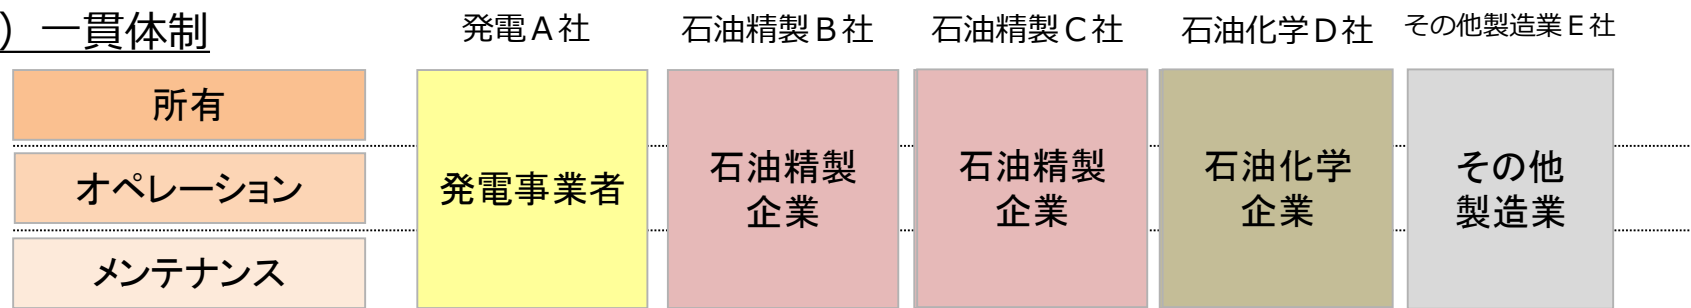 ）一貫体制
発電Ａ社
石油精製Ｂ社
石油精製Ｃ社
石油化学Ｄ社
その他製造業Ｅ社
所有
オペレーション
メンテナンス
発電事業者
石油精製
企業
石油精製
企業
石油化学
企業
その他
製造業